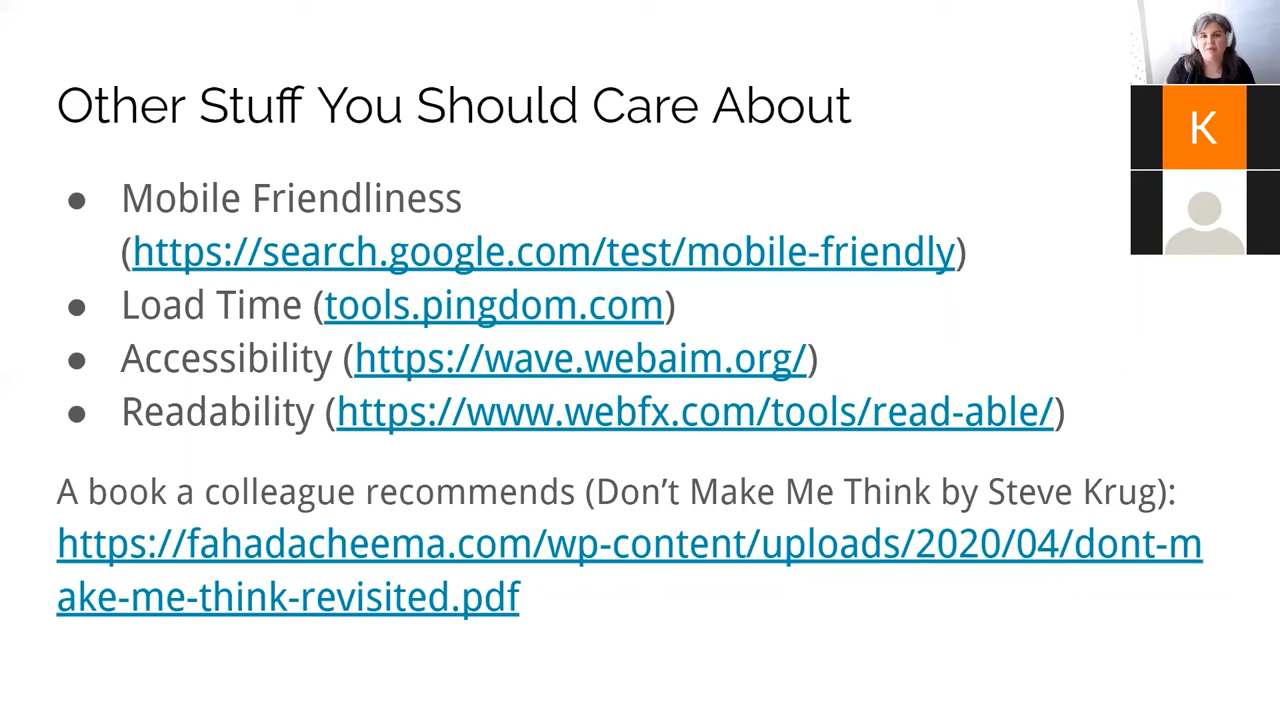 Other Stuff You Should Care About
● Mobile Friendliness
(https://search.google.com/test/mobile-friendly)
● Load Time (tools.pingdom.com)
● Accessibility (https://wave.webaim.org/)
● Readability (https://www.webfx.com/tools/read-able/)
A book a colleague recommends (Don’t Make Me Think by Steve Krug):
https://fahadacheema.com/wp-content/uploads/2020/04/dont-m
ake-me-think-revisited.pdf
K